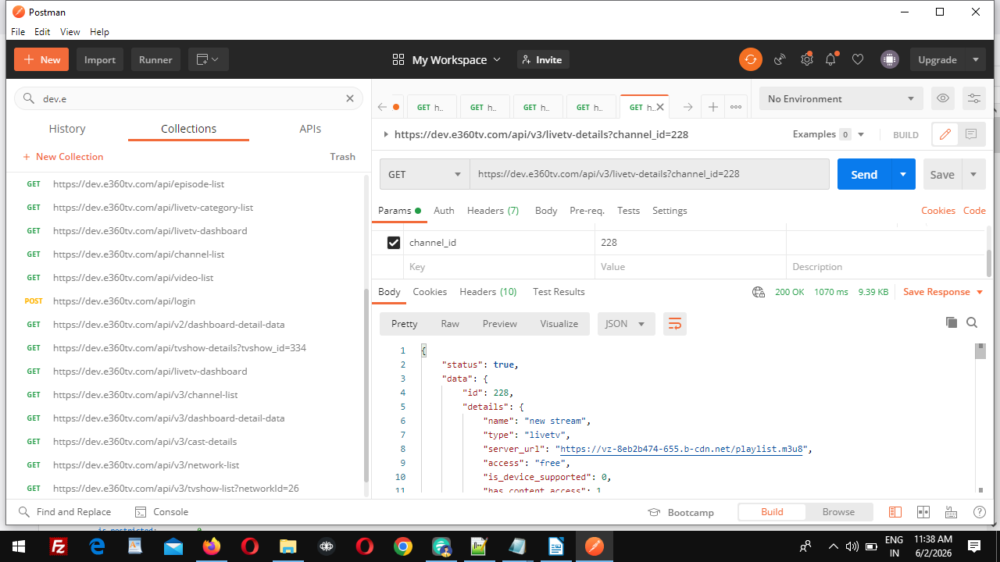 Postman
File Edit View Help
New Import Runner My Workspace Invite Upgrade
dev.e
GET h.. GET h.. GET h.. GET h.. GET h..
No Environment
History Collections APIs
New Collection Trash
https://dev.e360tv.com/api/v3/livetv-details?channel_id=228
Examples 0 BUILD
GET https://dev.e360tv.com/api/v3/livetv-details?channel_id=228 Send Save
Params Auth Headers (7) Body Pre-req. Tests Settings Cookies Code
channel_id 228
Key Value Description
GET https://dev.e360tv.com/api/episode-list
GET https://dev.e360tv.com/api/livetv-category-list
GET https://dev.e360tv.com/api/livetv-dashboard
GET https://dev.e360tv.com/api/channel-list
GET https://dev.e360tv.com/api/video-list
POST https://dev.e360tv.com/api/login
GET https://dev.e360tv.com/api/v2/dashboard-detail-data
GET https://dev.e360tv.com/api/tvshow-details?tvshow_id=334
GET https://dev.e360tv.com/api/livetv-dashboard
GET https://dev.e360tv.com/api/v3/channel-list
GET https://dev.e360tv.com/api/v3/dashboard-detail-data
GET https://dev.e360tv.com/api/v3/cast-details
GET https://dev.e360tv.com/api/v3/network-list
GET https://dev.e360tv.com/api/v3/tvshow-list?networkId=26
Body Cookies Headers (10) Test Results 200 OK 1070 ms 9.39 KB Save Response
Pretty Raw Preview Visualize JSON
1 {
2 "status": true,
3 "data": {
4 "id": 228,
5 "details": {
6 "name": "new stream",
7 "type": "livetv",
8 "server_url": "https://vz-8eb2b474-655.b-cdn.net/playlist.m3u8",
9 "access": "free",
10 "is_device_supported": 0,
11 "has_content_access": 1
Find and Replace Console Bootcamp Build Browse
is_restricted: 0
ENG 11:38 AM
IN 6/2/2026